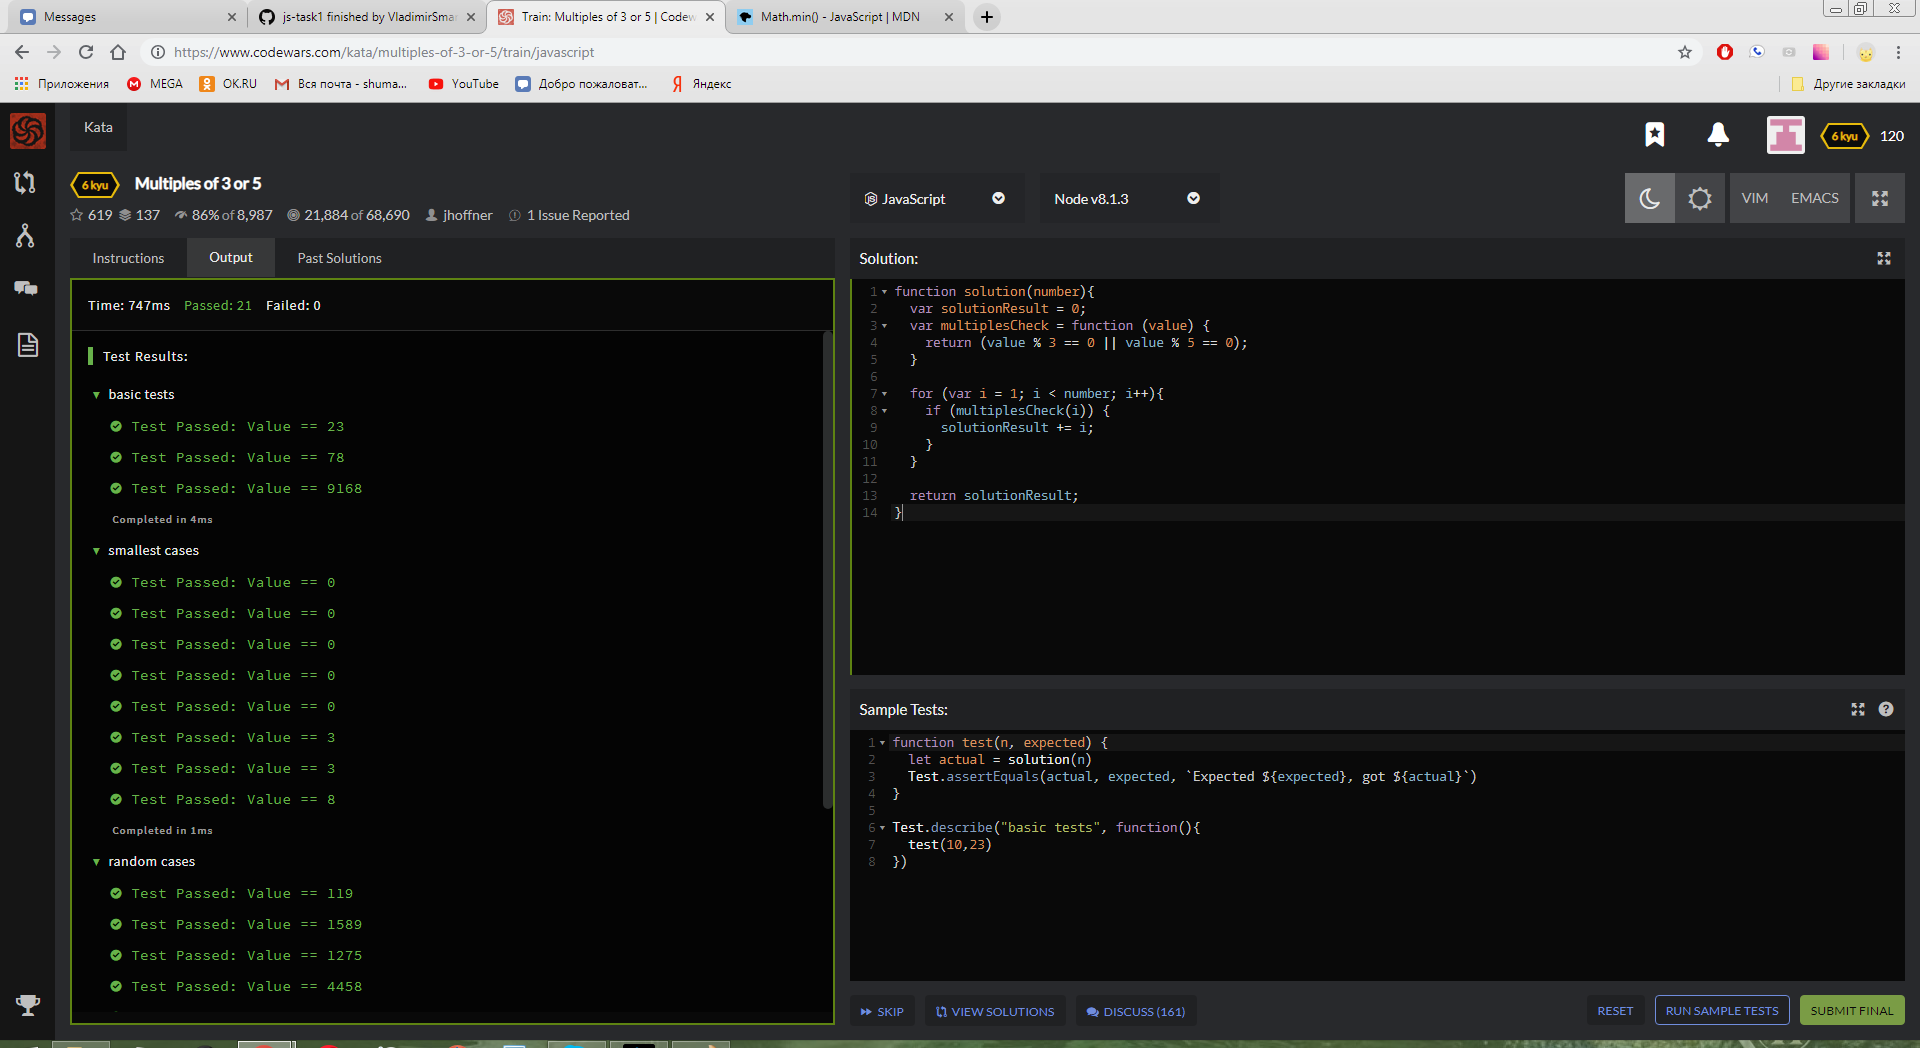 Messages
js-task1 finished by VladimirSmar
Train: Multiples of 3 or 5 | Codew
Math.min() - JavaScript | MDN
https://www.codewars.com/kata/multiples-of-3-or-5/train/javascript
Приложения
MEGA
OK.RU
Вся почта - shuma...
YouTube
Добро пожаловат...
Яндекс
Другие закладки
Kata
6 kyu
120
6 kyu
Multiples of 3 or 5
619
137
86% of 8,987
21,884 of 68,690
jhoffner
1 Issue Reported
JavaScript
Node v8.1.3
VIM
EMACS
Instructions
Output
Past Solutions
Time: 747ms Passed: 21 Failed: 0
Test Results:
basic tests
Test Passed: Value == 23
Test Passed: Value == 78
Test Passed: Value == 9168
Completed in 4ms
smallest cases
Test Passed: Value == 0
Test Passed: Value == 0
Test Passed: Value == 0
Test Passed: Value == 0
Test Passed: Value == 0
Test Passed: Value == 3
Test Passed: Value == 3
Test Passed: Value == 8
Completed in 1ms
random cases
Test Passed: Value == 119
Test Passed: Value == 1589
Test Passed: Value == 1275
Test Passed: Value == 4458
Solution:
1 function solution(number){
2 var solutionResult = 0;
3 var multiplesCheck = function (value) {
4 return (value % 3 == 0 || value % 5 == 0);
5 }
6
7 for (var i = 1; i < number; i++){
8 if (multiplesCheck(i)) {
9 solutionResult += i;
10 }
11 }
12
13 return solutionResult;
14 }
Sample Tests:
1 function test(n, expected) {
2 let actual = solution(n)
3 Test.assertEquals(actual, expected, `Expected ${expected}, got ${actual}`)
4 }
5
6 Test.describe("basic tests", function(){
7 test(10,23)
8 })
SKIP
VIEW SOLUTIONS
DISCUSS (161)
RESET
RUN SAMPLE TESTS
SUBMIT FINAL